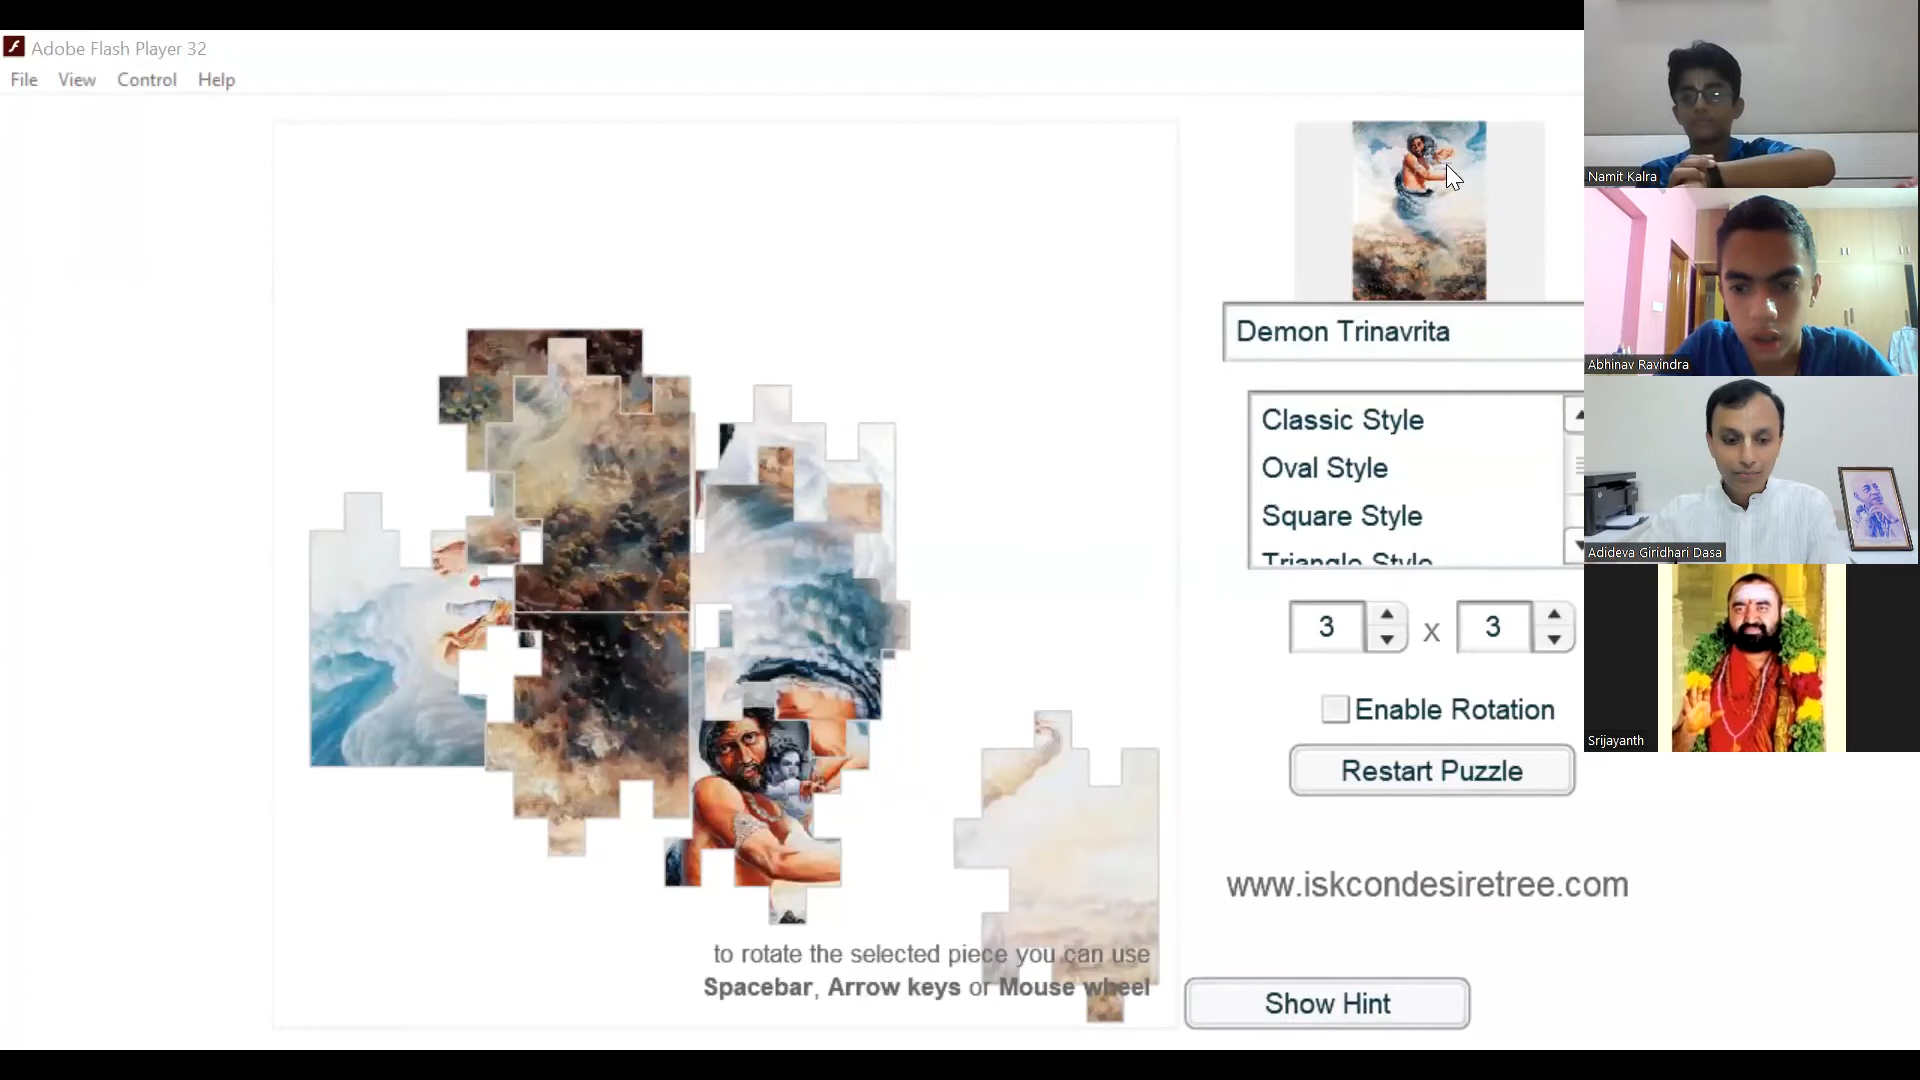 Adobe Flash Player 32
File View Control Help
Namit Kalra
Demon Trinavrita
Abhinav Ravindra
Classic Style
Oval Style
Square Style
Triangle Style
Adideva Giridhari Dasa
3 x 3
Enable Rotation
Srijayanth
Restart Puzzle
www.iskcondesiretree.com
to rotate the selected piece you can use
Spacebar, Arrow keys or Mouse wheel
Show Hint